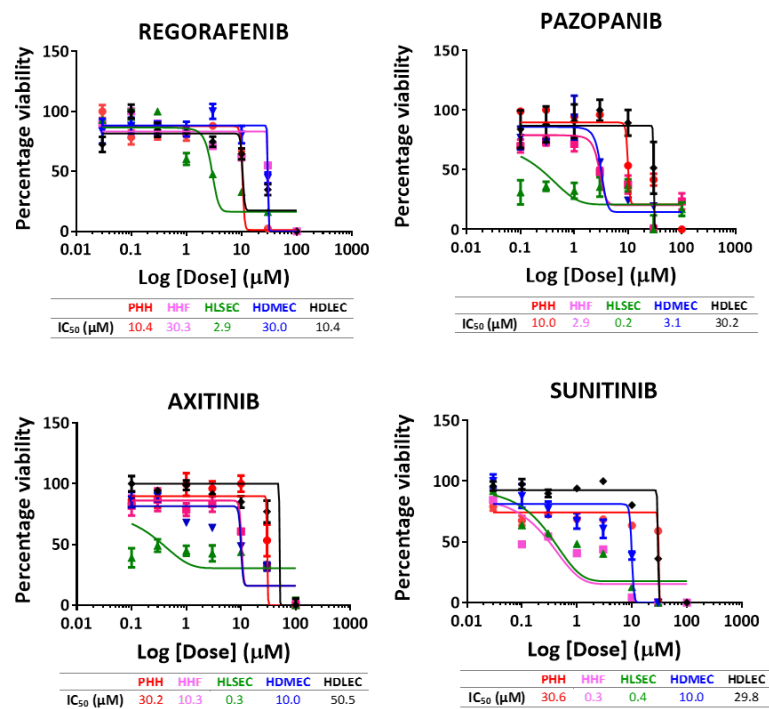 REGORAFENIB
Percentage viability
150
100
50
0
0.01 0.1 1 10 100 1000
Log [Dose] (µM)
PHH HHF HLSEC HDMEC HDLEC
IC₅₀ (µM) 10.4 30.3 2.9 30.0 10.4
PAZOPANIB
Percentage viability
150
100
50
0
0.01 0.1 1 10 100 1000
Log [Dose] (µM)
PHH HHF HLSEC HDMEC HDLEC
IC₅₀ (µM) 10.0 2.9 0.2 3.1 30.2
AXITINIB
Percentage viability
150
100
50
0
0.01 0.1 1 10 100 1000
Log [Dose] (µM)
PHH HHF HLSEC HDMEC HDLEC
IC₅₀ (µM) 30.2 10.3 0.3 10.0 50.5
SUNITINIB
Percentage viability
150
100
50
0
0.01 0.1 1 10 100 1000
Log [Dose] (µM)
PHH HHF HLSEC HDMEC HDLEC
IC₅₀ (µM) 30.6 0.3 0.4 10.0 29.8